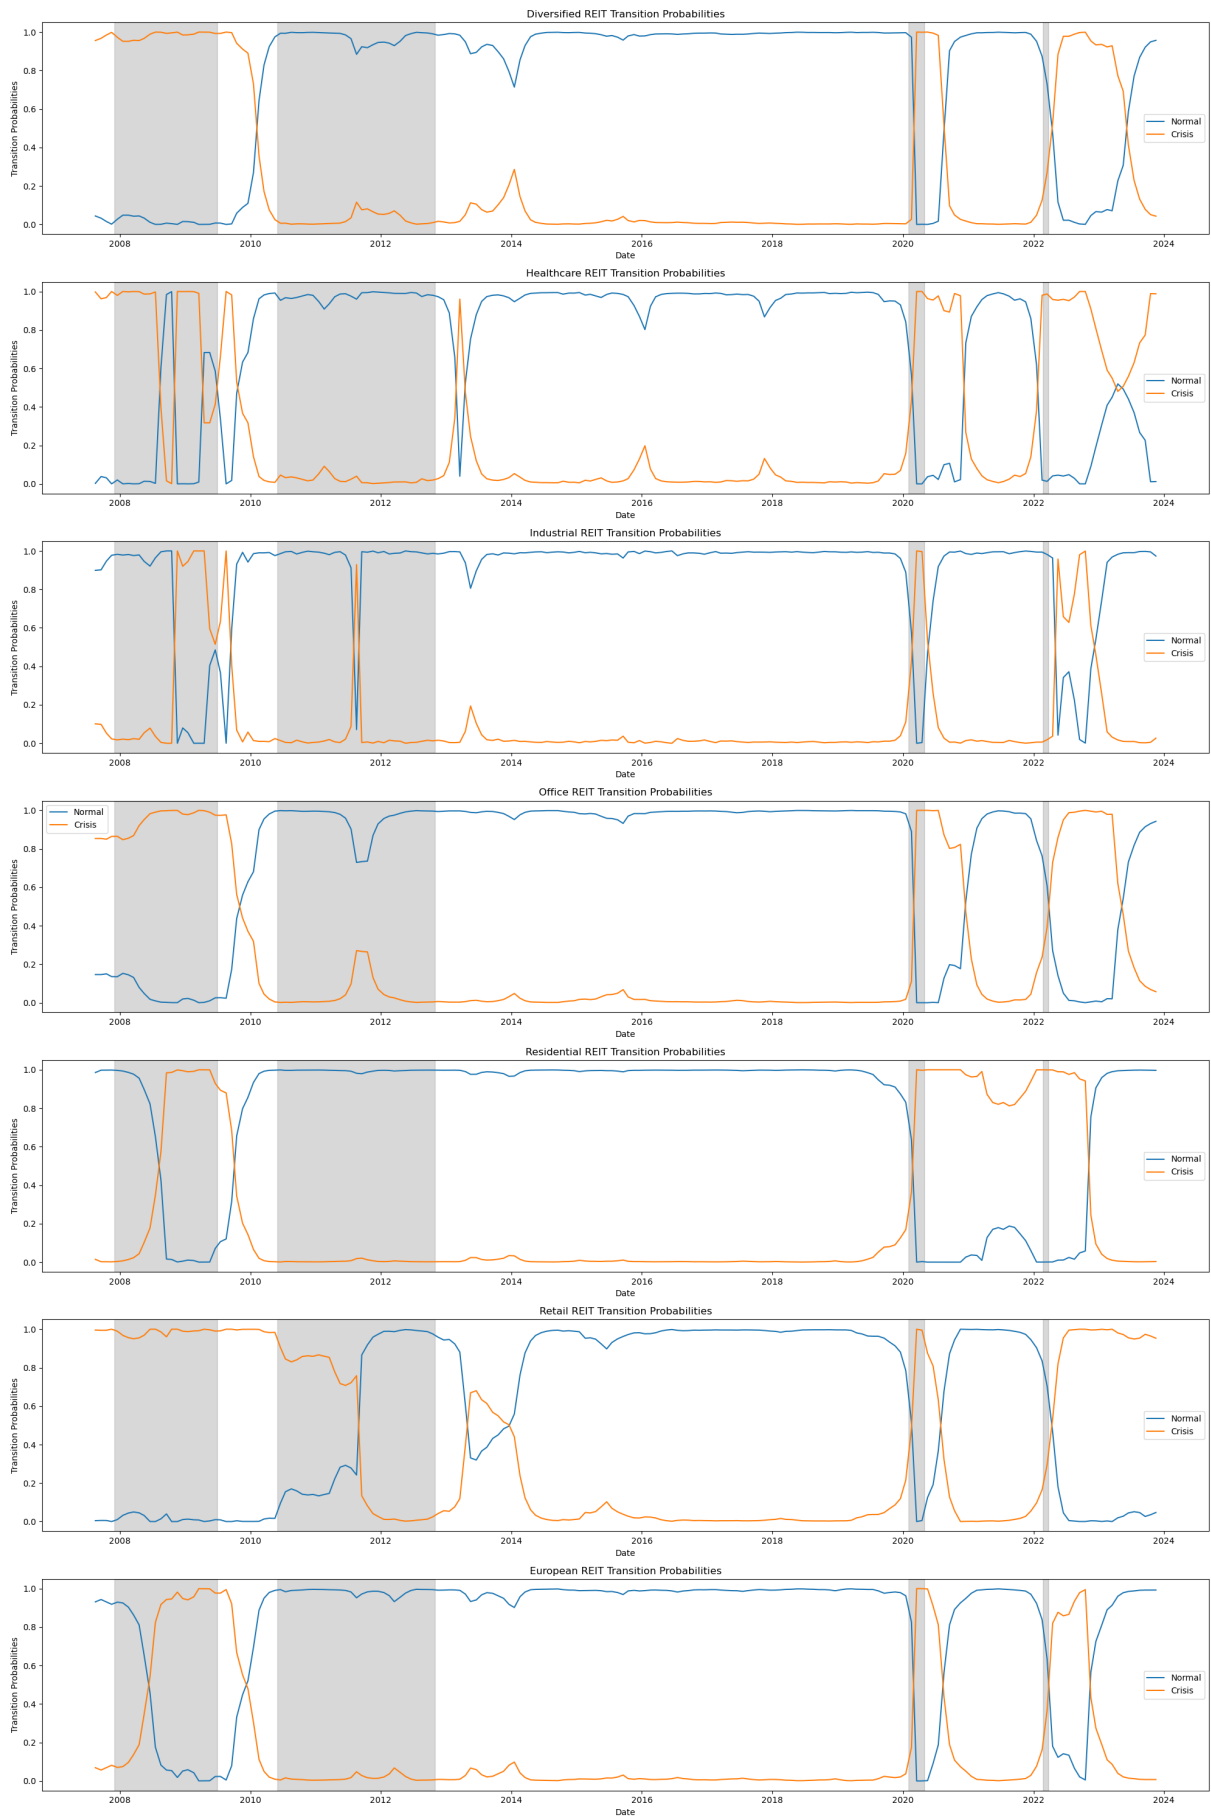 Diversified REIT Transition Probabilities
1.0
0.8
0.6
0.4
0.2
0.0
Transition Probabilities
Normal
Crisis
2008 2010 2012 2014 2016 2018 2020 2022 2024
Date
Healthcare REIT Transition Probabilities
1.0
0.8
0.6
0.4
0.2
0.0
Transition Probabilities
Normal
Crisis
2008 2010 2012 2014 2016 2018 2020 2022 2024
Date
Industrial REIT Transition Probabilities
1.0
0.8
0.6
0.4
0.2
0.0
Transition Probabilities
Normal
Crisis
2008 2010 2012 2014 2016 2018 2020 2022 2024
Date
Office REIT Transition Probabilities
1.0
0.8
0.6
0.4
0.2
0.0
Transition Probabilities
Normal
Crisis
2008 2010 2012 2014 2016 2018 2020 2022 2024
Date
Residential REIT Transition Probabilities
1.0
0.8
0.6
0.4
0.2
0.0
Transition Probabilities
Normal
Crisis
2008 2010 2012 2014 2016 2018 2020 2022 2024
Date
Retail REIT Transition Probabilities
1.0
0.8
0.6
0.4
0.2
0.0
Transition Probabilities
Normal
Crisis
2008 2010 2012 2014 2016 2018 2020 2022 2024
Date
European REIT Transition Probabilities
1.0
0.8
0.6
0.4
0.2
0.0
Transition Probabilities
Normal
Crisis
2008 2010 2012 2014 2016 2018 2020 2022 2024
Date